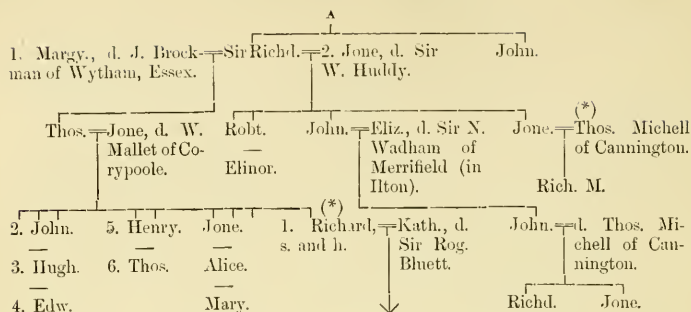 A
1. Margy., d. J. Brock- Sir Richd. 2. Jone, d. Sir John.
man of Wytham, Essex. W. Huddy.
(*)
Thos. Jone, d. W. Robt. John. Eliz., d. Sir N. Jone. Thos. Michell
Mallet of Co- — Wadham of of Cannington.
rypoole. Elinor. Merrifield (in
Ilton). Rich. M.
(*)
2. John. 5. Henry. Jone. 1. Richard, Kath., d. John. d. Thos. Mi-
— — — s. and h. Sir Rog. chell of Can-
3. Hugh. 6. Thos. Alice. Bluett. nington.
— —
4. Edw. Mary. Richd. Jone.